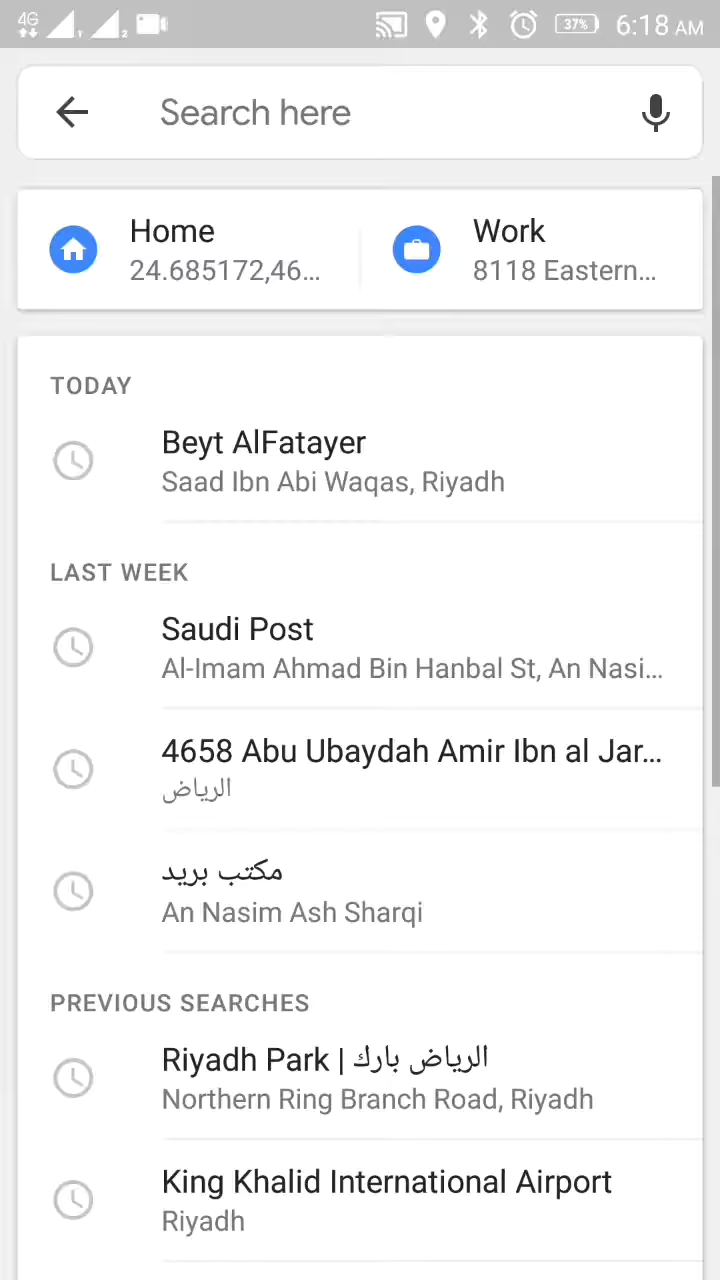 4G 1 2 37% 6:18 AM
Search here
Home
24.685172,46...
Work
8118 Eastern...
TODAY
Beyt AlFatayer
Saad Ibn Abi Waqas, Riyadh
LAST WEEK
Saudi Post
Al-Imam Ahmad Bin Hanbal St, An Nasi...
4658 Abu Ubaydah Amir Ibn al Jar...
الرياض
مكتب بريد
An Nasim Ash Sharqi
PREVIOUS SEARCHES
Riyadh Park | الرياض بارك
Northern Ring Branch Road, Riyadh
King Khalid International Airport
Riyadh